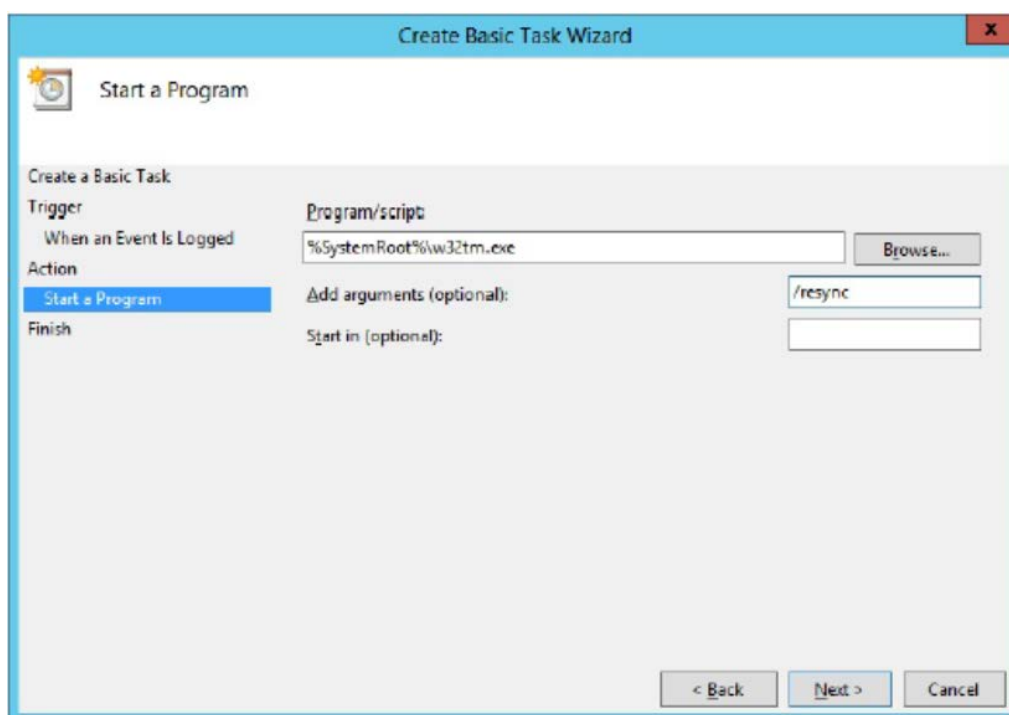 Create Basic Task Wizard
x
Start a Program
Create a Basic Task
Trigger
When an Event Is Logged
Action
Start a Program
Finish
Program/script:
%SystemRoot%\w32tm.exe
Browse...
Add arguments (optional):
/resync
Start in (optional):
< Back
Next >
Cancel